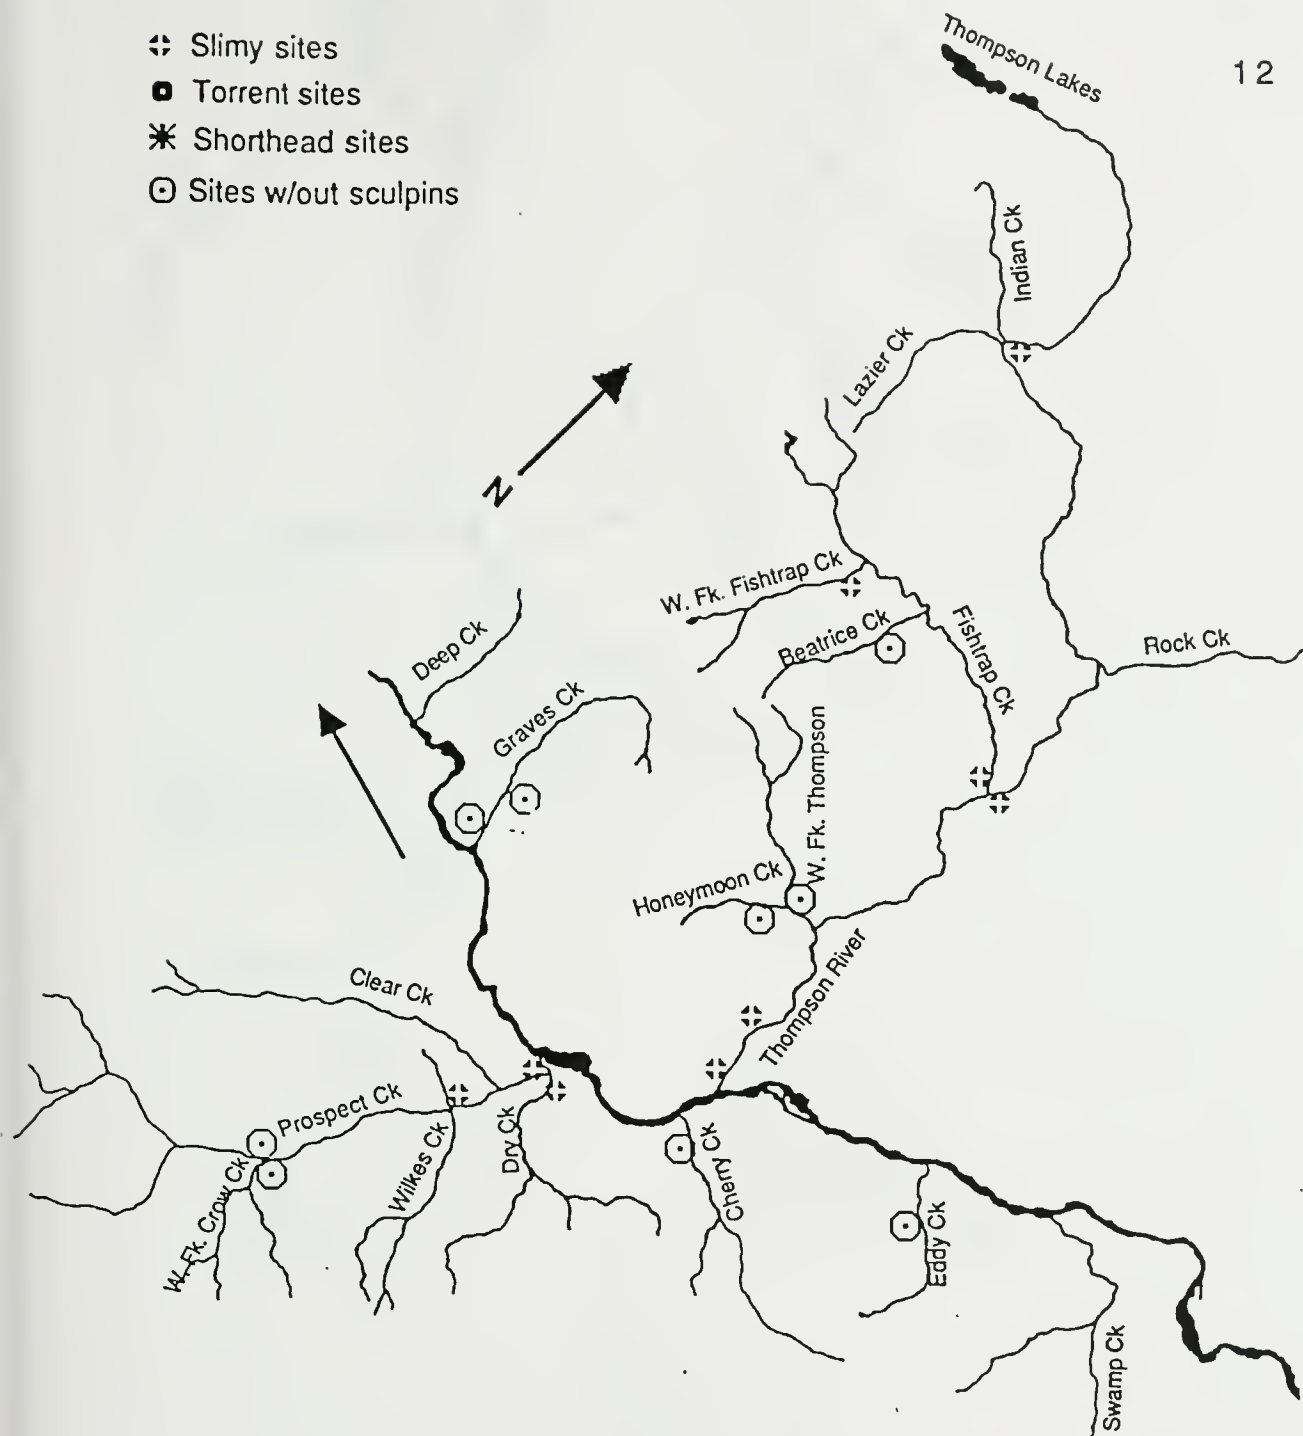 Slimy sites
Torrent sites
Shorthead sites
Sites w/out sculpins
12
Thompson Lakes
Indian Ck
Lazier Ck
N
W. Fk. Fishtrap Ck
Beatrice Ck
Fishtrap Ck
Rock Ck
Deep Ck
Graves Ck
W. Fk. Thompson
Honeymoon Ck
Thompson River
Clear Ck
Prospect Ck
W. Fk. Crow Ck
Wilkes Ck
Dry Ck
Cherry Ck
Eddy Ck
Swamp Ck